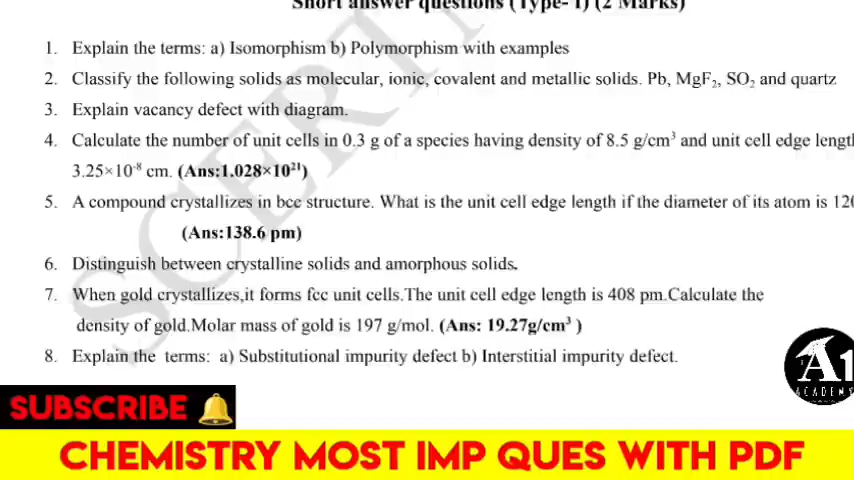 Short answer questions (Type- I) (2 Marks)
1. Explain the terms: a) Isomorphism b) Polymorphism with examples
2. Classify the following solids as molecular, ionic, covalent and metallic solids. Pb, MgF₂, SO₂ and quartz
3. Explain vacancy defect with diagram.
4. Calculate the number of unit cells in 0.3 g of a species having density of 8.5 g/cm³ and unit cell edge lengt
3.25×10⁻⁸ cm. (Ans:1.028×10²¹)
5. A compound crystallizes in bcc structure. What is the unit cell edge length if the diameter of its atom is 120
(Ans:138.6 pm)
6. Distinguish between crystalline solids and amorphous solids.
7. When gold crystallizes,it forms fcc unit cells.The unit cell edge length is 408 pm.Calculate the
density of gold.Molar mass of gold is 197 g/mol. (Ans: 19.27g/cm³ )
8. Explain the terms: a) Substitutional impurity defect b) Interstitial impurity defect.
SCERT
A1
ACADEMY
SUBSCRIBE
CHEMISTRY MOST IMP QUES WITH PDF